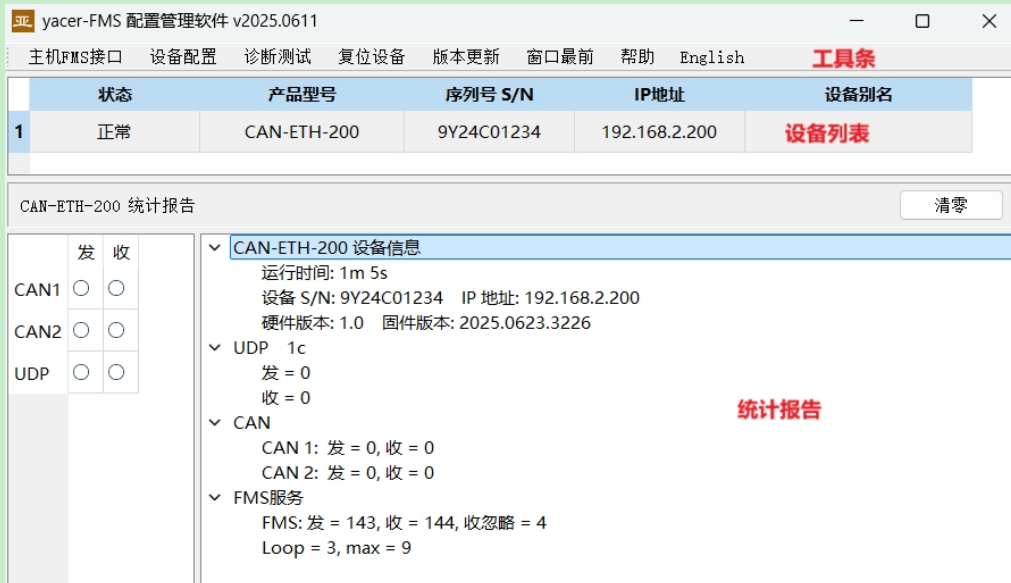 亚 yacer-FMS 配置管理软件 v2025.0611
主机FMS接口 设备配置 诊断测试 复位设备 版本更新 窗口最前 帮助 English 工具条
状态 产品型号 序列号 S/N IP地址 设备别名
1 正常 CAN-ETH-200 9Y24C01234 192.168.2.200 设备列表
CAN-ETH-200 统计报告 清零
发 收
CAN1
CAN2
UDP
CAN-ETH-200 设备信息
运行时间: 1m 5s
设备 S/N: 9Y24C01234 IP 地址: 192.168.2.200
硬件版本: 1.0 固件版本: 2025.0623.3226
UDP 1c
发 = 0
收 = 0
CAN
CAN 1: 发 = 0, 收 = 0
CAN 2: 发 = 0, 收 = 0
FMS服务
FMS: 发 = 143, 收 = 144, 收忽略 = 4
Loop = 3, max = 9
统计报告